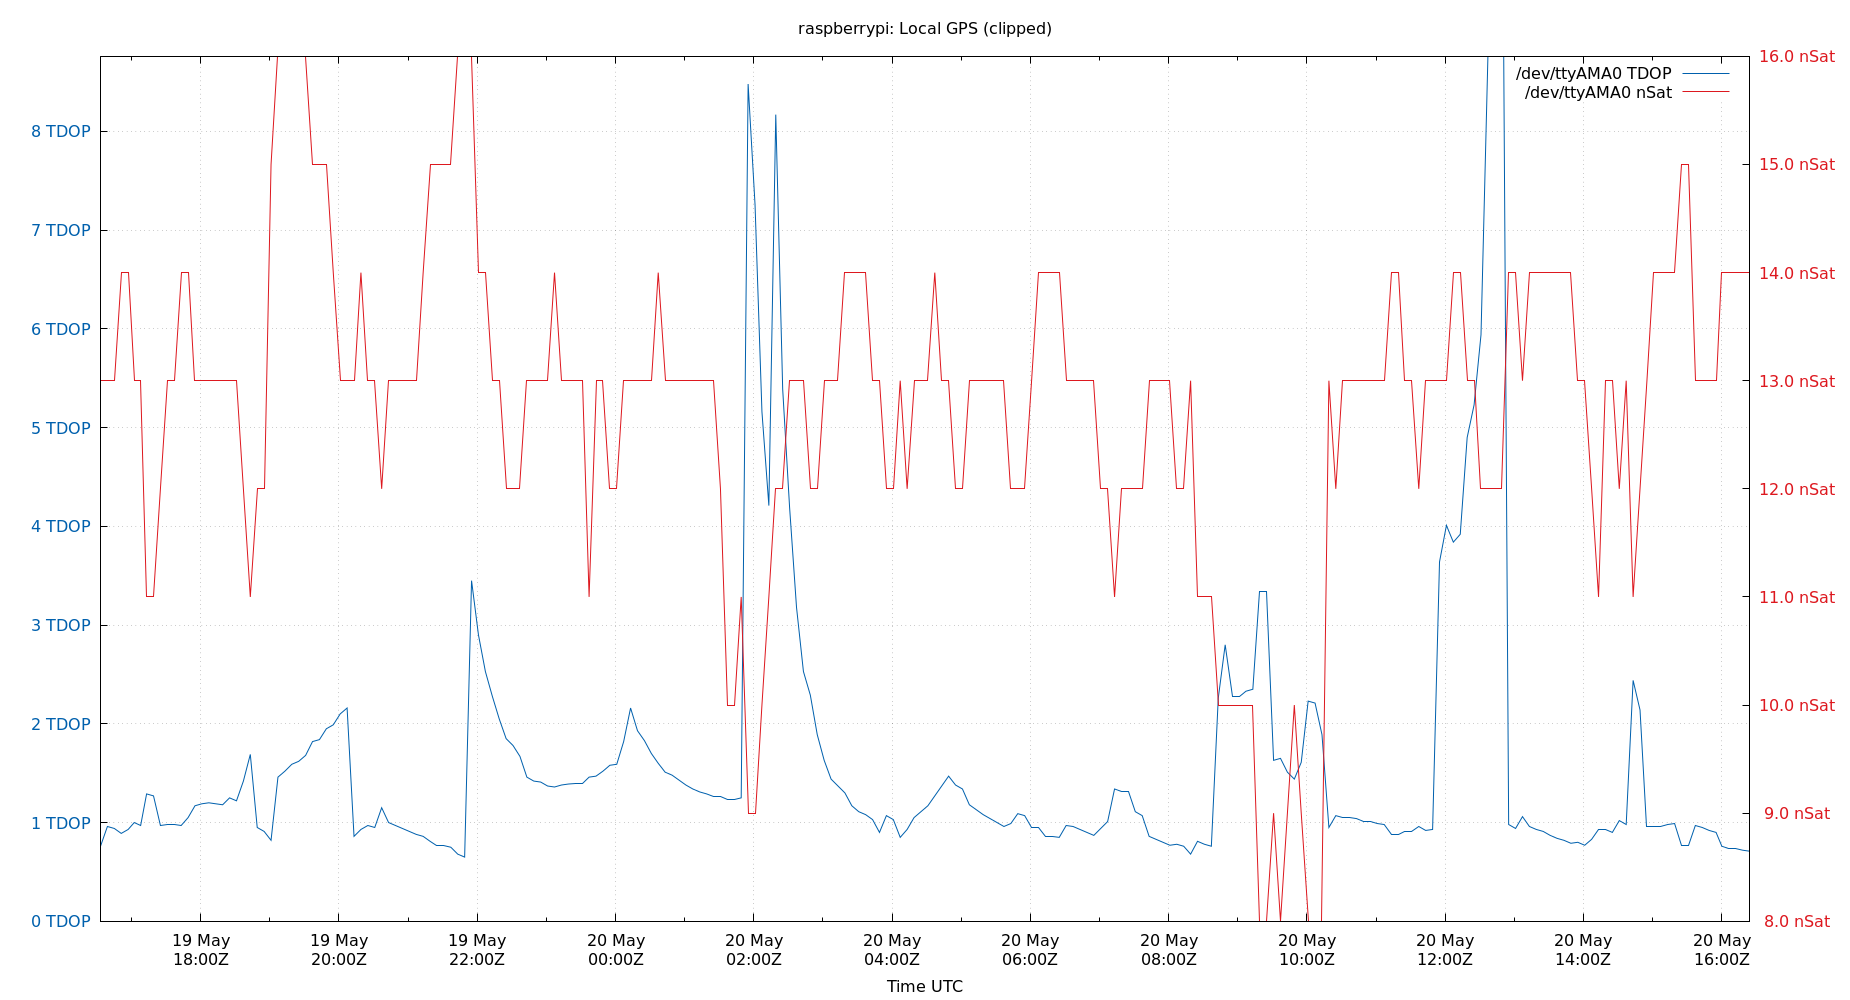 raspberrypi: Local GPS (clipped)
16.0 nSat
/dev/ttyAMA0 TDOP
/dev/ttyAMA0 nSat
8 TDOP
15.0 nSat
7 TDOP
14.0 nSat
6 TDOP
13.0 nSat
5 TDOP
12.0 nSat
4 TDOP
11.0 nSat
3 TDOP
10.0 nSat
2 TDOP
9.0 nSat
1 TDOP
0 TDOP
8.0 nSat
19 May 19 May 19 May 20 May 20 May 20 May 20 May 20 May 20 May 20 May 20 May 20 May
18:00Z 20:00Z 22:00Z 00:00Z 02:00Z 04:00Z 06:00Z 08:00Z 10:00Z 12:00Z 14:00Z 16:00Z
Time UTC